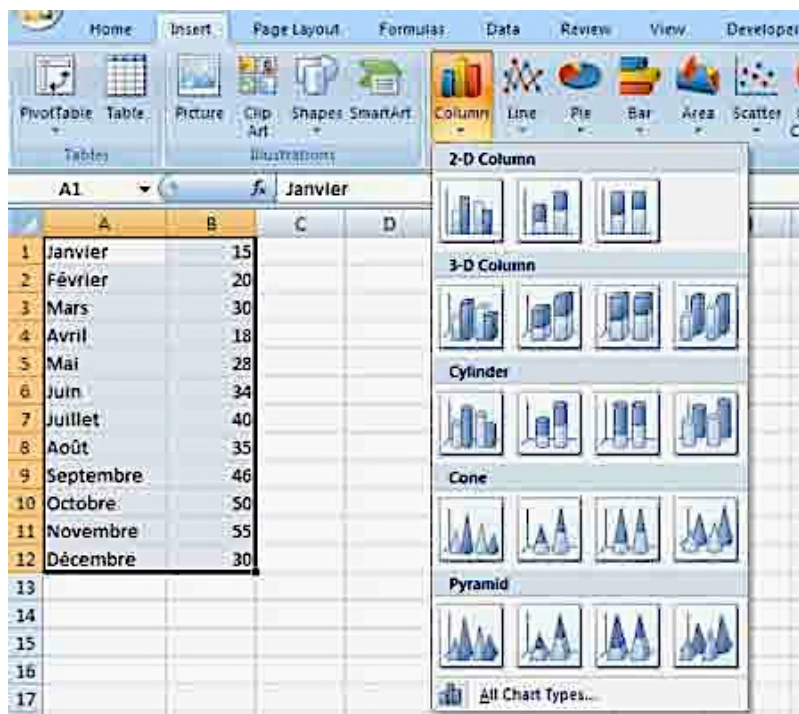 Home Insert Page Layout Formulas Data Review View Developer
PivotTable Table Picture Clip Art Shapes SmartArt Column Line Pie Bar Area Scatter
Tables Illustrations
A1 fx Janvier
A B C D
1 Janvier 15
2 Février 20
3 Mars 30
4 Avril 18
5 Mai 28
6 Juin 34
7 Juillet 40
8 Août 35
9 Septembre 46
10 Octobre 50
11 Novembre 55
12 Décembre 30
13
14
15
16
17
2-D Column
3-D Column
Cylinder
Cone
Pyramid
All Chart Types...